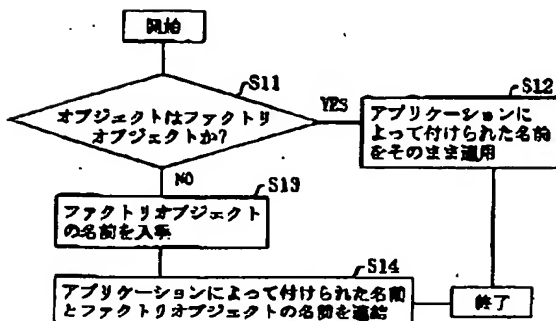 開始
S11
オブジェクトはファクトリ
オブジェクトか?
YES
S12
アプリケーションに
よって付けられた名前
をそのまま適用
NO
S13
ファクトリオブジェクト
の名前を入手
S14
アプリケーションによって付けられた名前
とファクトリオブジェクトの名前を連結
終了